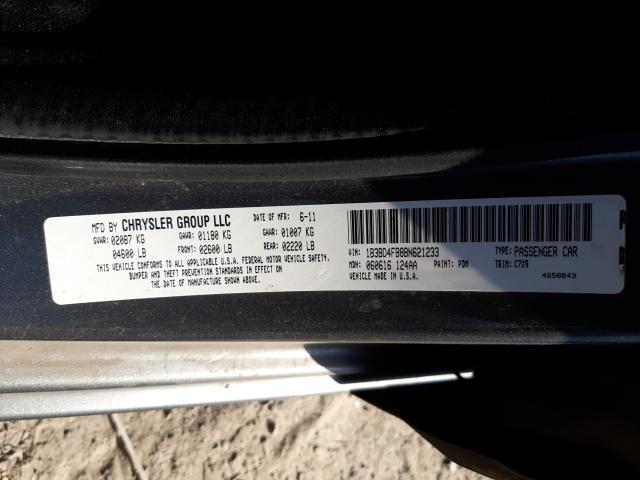 MFD BY CHRYSLER GROUP LLC DATE OF MFR: 6-11
GVWR: 02087 KG GAWR: 01180 KG GAWR: 01007 KG
04600 LB FRONT: 02600 LB REAR: 02220 LB
THIS VEHICLE CONFORMS TO ALL APPLICABLE U.S.A. FEDERAL MOTOR VEHICLE SAFETY,
BUMPER AND THEFT PREVENTION STANDARDS IN EFFECT ON
THE DATE OF MANUFACTURE SHOWN ABOVE.
VIN: 1B3BD4FB8BN621233 TYPE: PASSENGER CAR
MDH: 060616 124AA PAINT: PDM TRIM: C7X9
VEHICLE MADE IN U.S.A. 4658843